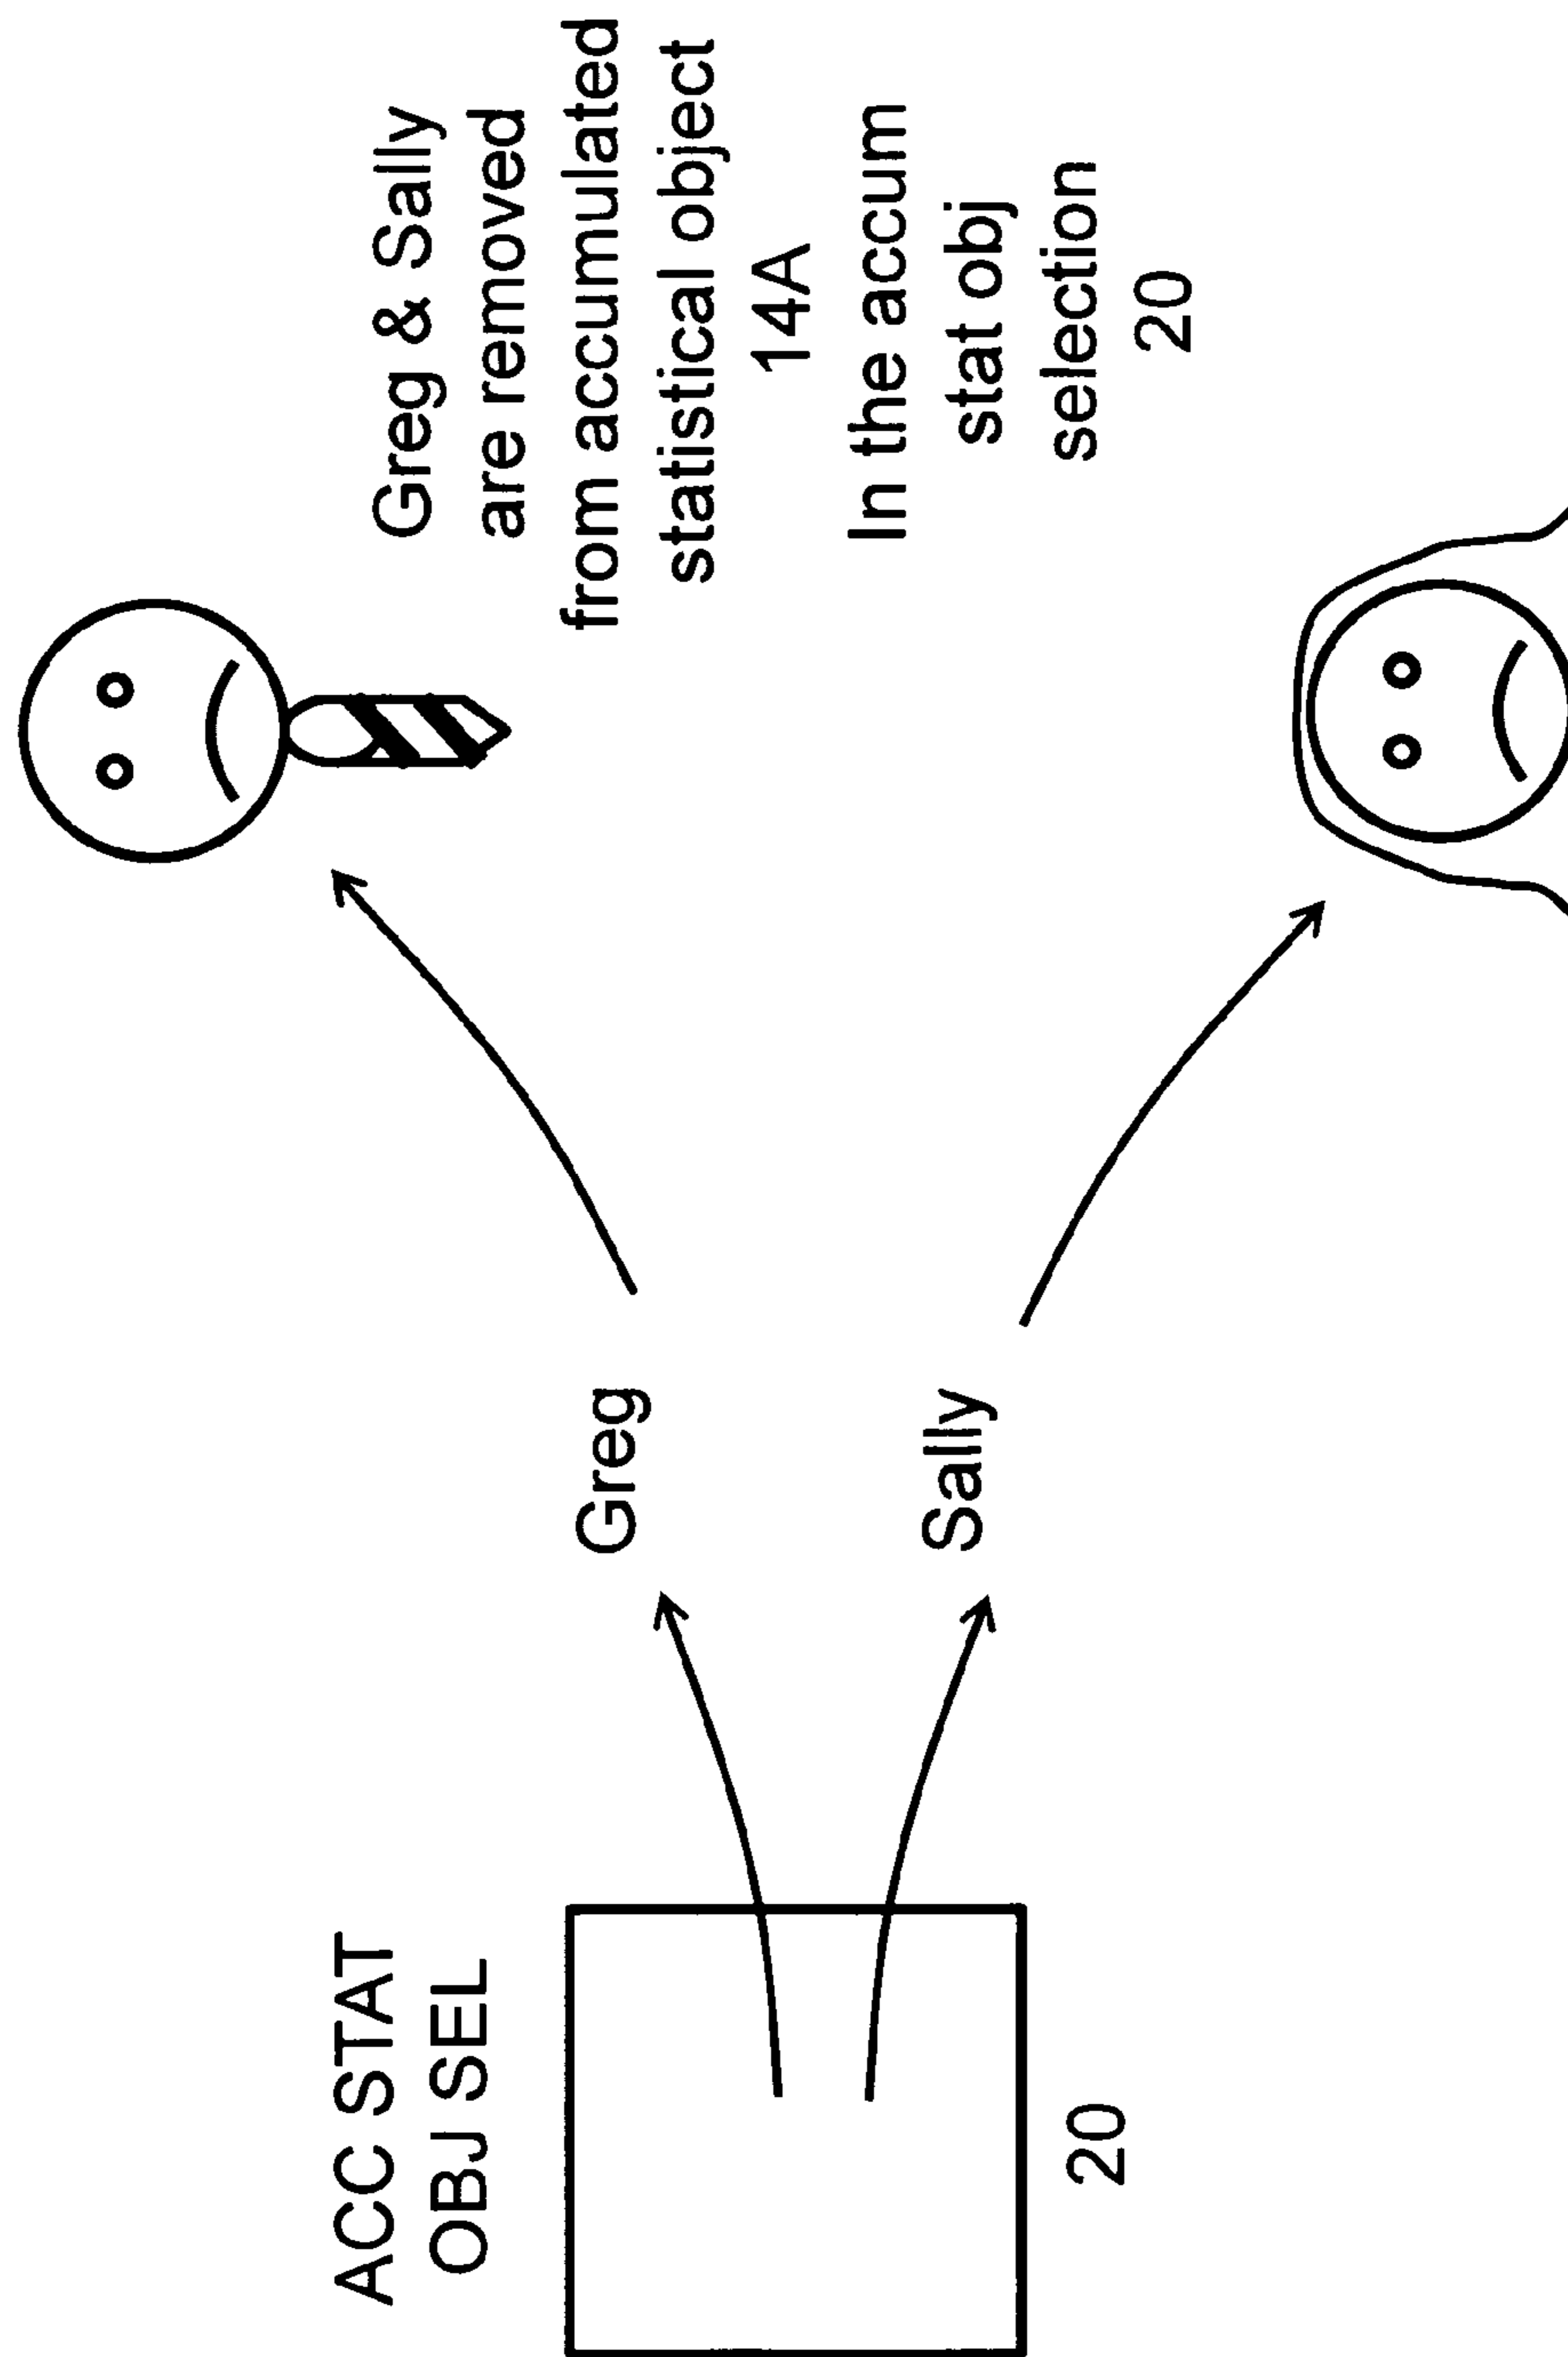 ACC STAT
OBJ SEL
20
Greg
Sally
Greg & Sally
are removed
from accumulated
statistical object
14A
In the accum
stat obj
selection
20